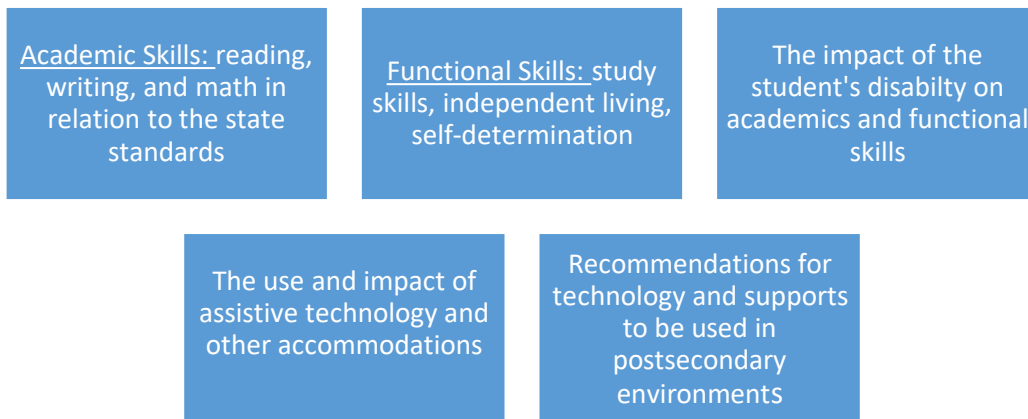 Academic Skills: reading,
writing, and math in
relation to the state
standards
Functional Skills: study
skills, independent living,
self-determination
The impact of the
student's disabilty on
academics and functional
skills
The use and impact of
assistive technology and
other accommodations
Recommendations for
technology and supports
to be used in
postsecondary
environments